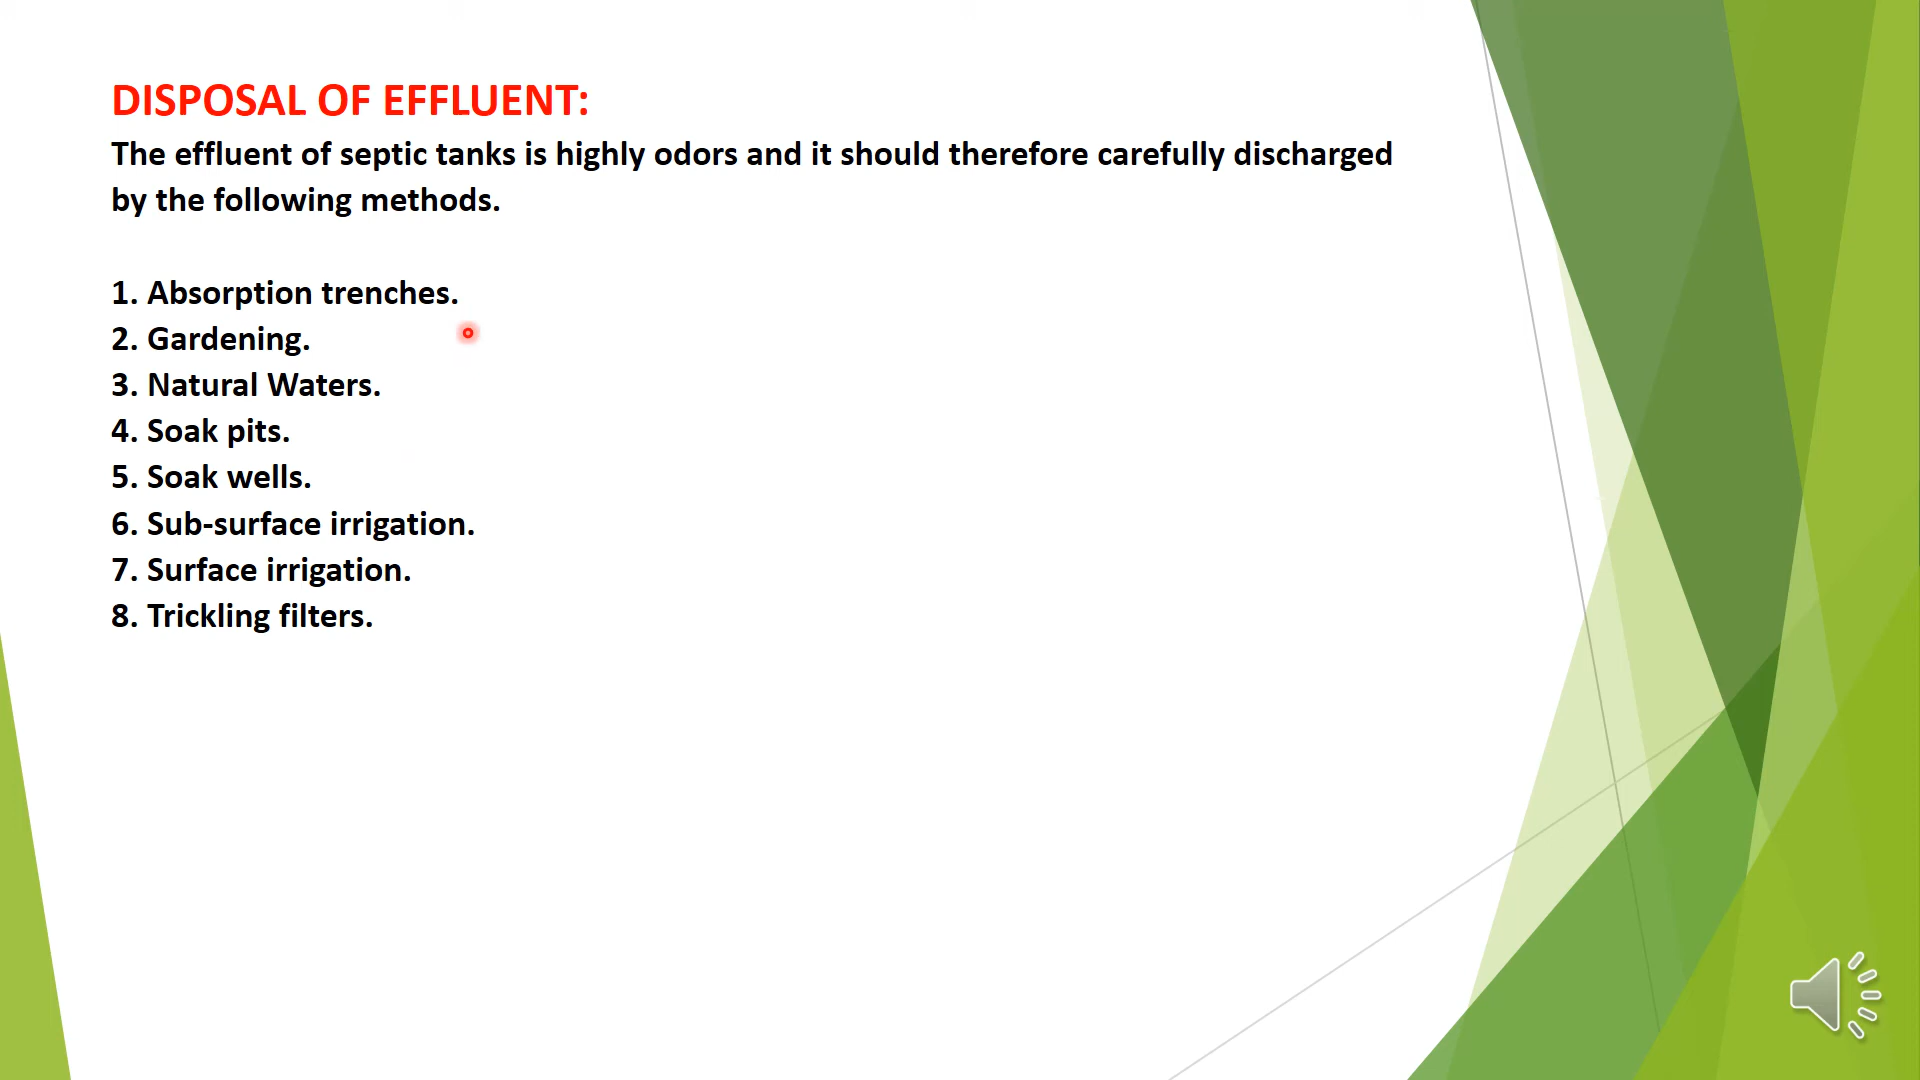 DISPOSAL OF EFFLUENT:
The effluent of septic tanks is highly odors and it should therefore carefully discharged
by the following methods.
1. Absorption trenches.
2. Gardening.
3. Natural Waters.
4. Soak pits.
5. Soak wells.
6. Sub-surface irrigation.
7. Surface irrigation.
8. Trickling filters.